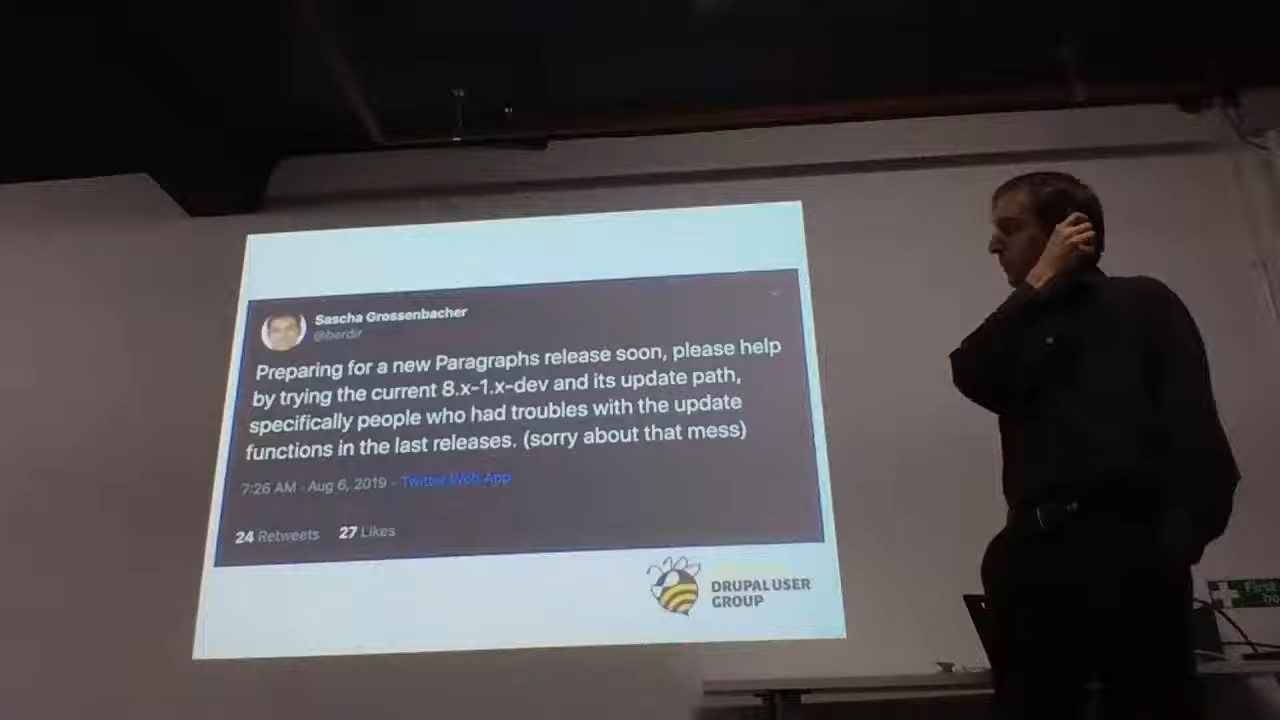 Sascha Grossenbacher
@berdir
Preparing for a new Paragraphs release soon, please help
by trying the current 8.x-1.x-dev and its update path,
specifically people who had troubles with the update
functions in the last releases. (sorry about that mess)
7:26 AM · Aug 6, 2019 · Twitter Web App
24 Retweets 27 Likes
DRUPAL USER
GROUP
First